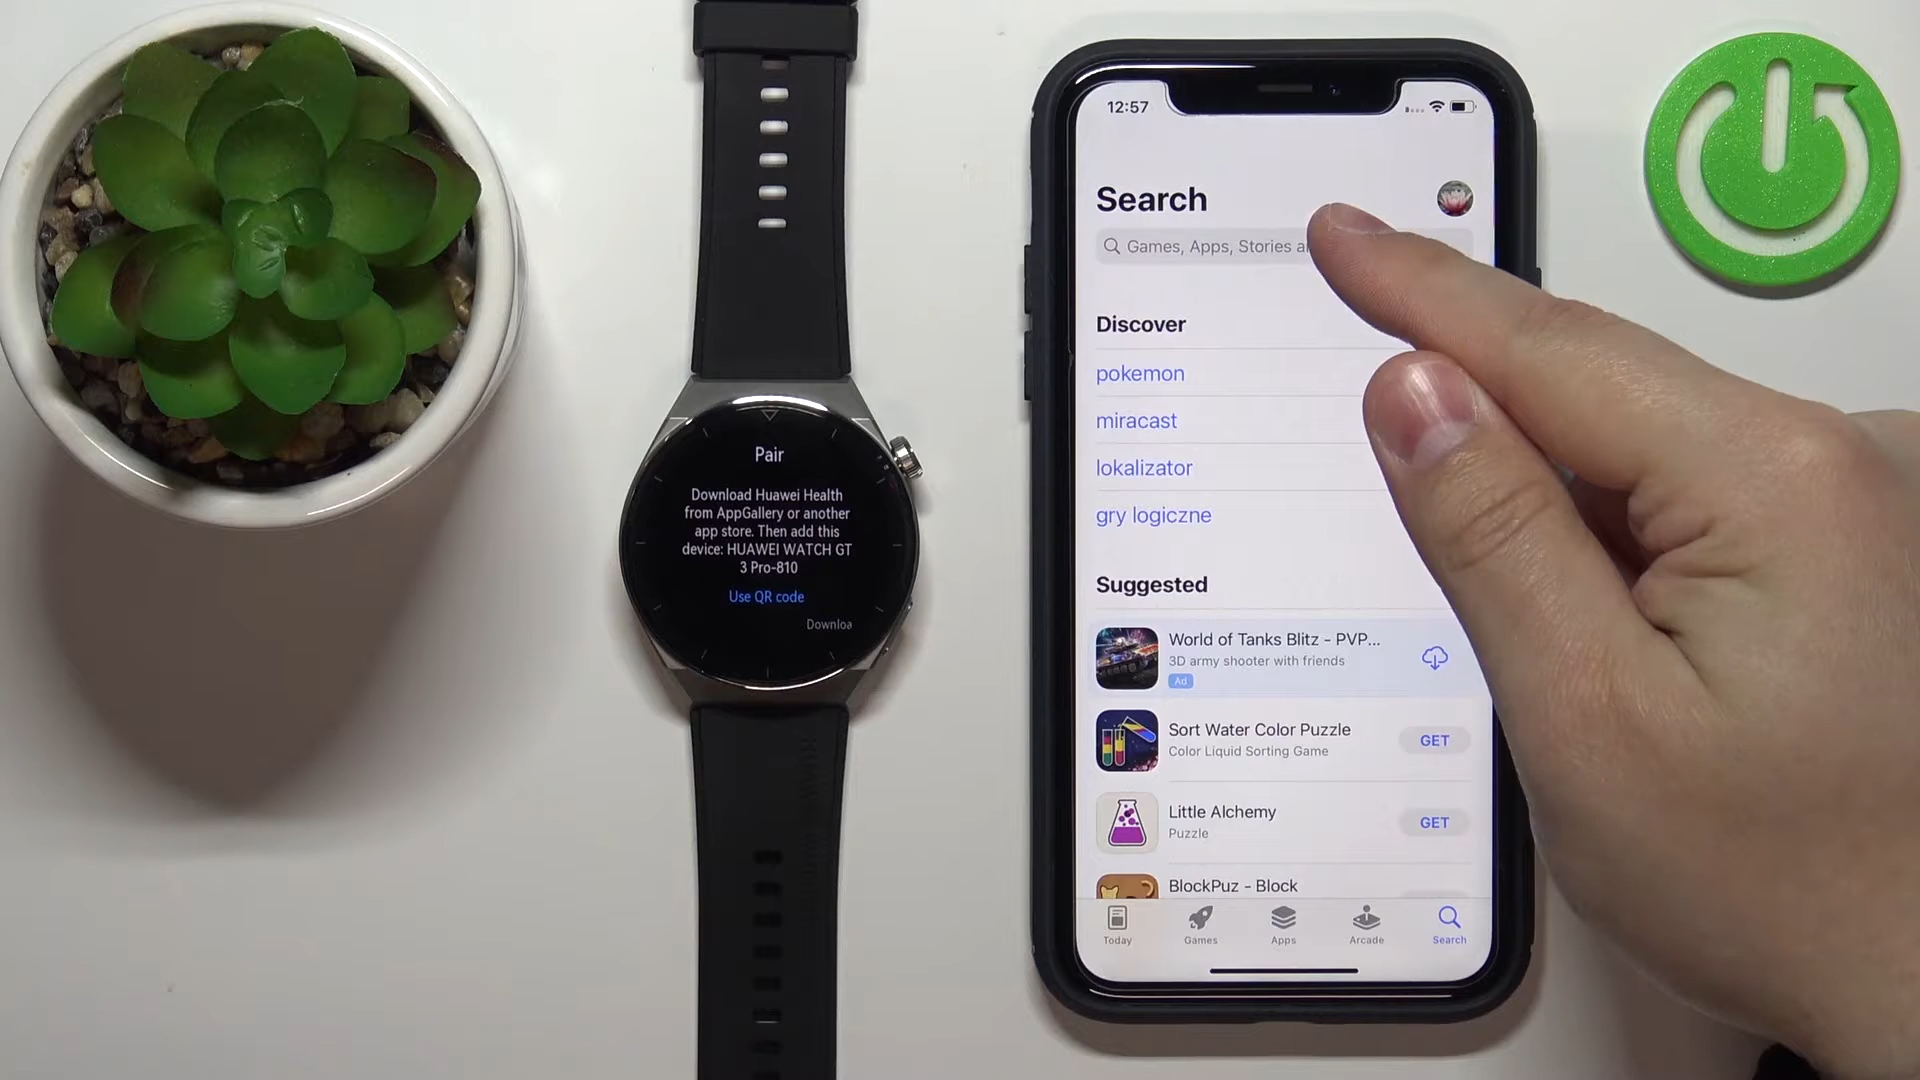 Pair
Download Huawei Health
from AppGallery or another
app store. Then add this
device: HUAWEI WATCH GT
3 Pro-810
Use QR code
Downloa
12:57
Search
Games, Apps, Stories a
Discover
pokemon
miracast
lokalizator
gry logiczne
Suggested
World of Tanks Blitz - PVP...
3D army shooter with friends
Ad
Sort Water Color Puzzle
Color Liquid Sorting Game
GET
Little Alchemy
Puzzle
GET
BlockPuz - Block
Today
Games
Apps
Arcade
Search